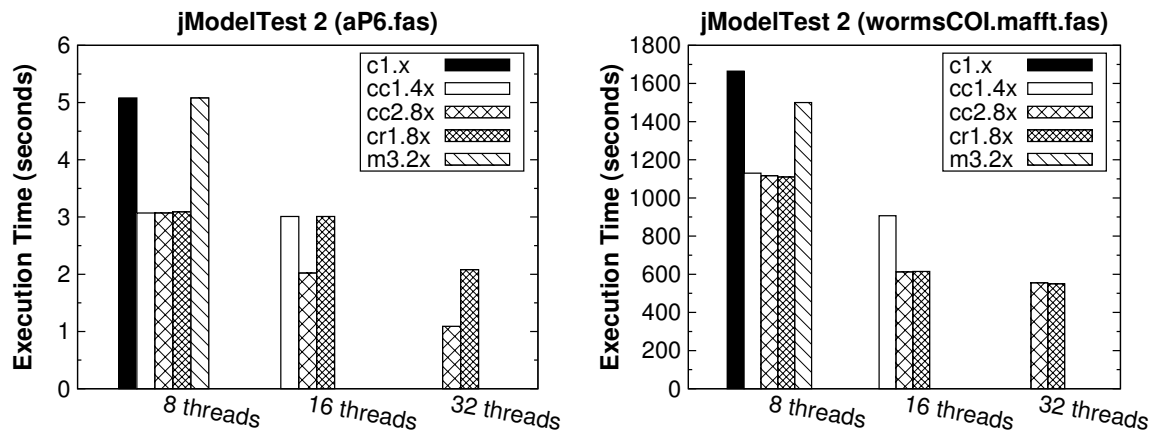 jModelTest 2 (aP6.fas)
Execution Time (seconds)
6
5
4
3
2
1
0
c1.x
cc1.4x
cc2.8x
cr1.8x
m3.2x
8 threads
16 threads
32 threads
jModelTest 2 (wormsCOI.mafft.fas)
Execution Time (seconds)
1800
1600
1400
1200
1000
800
600
400
200
0
c1.x
cc1.4x
cc2.8x
cr1.8x
m3.2x
8 threads
16 threads
32 threads